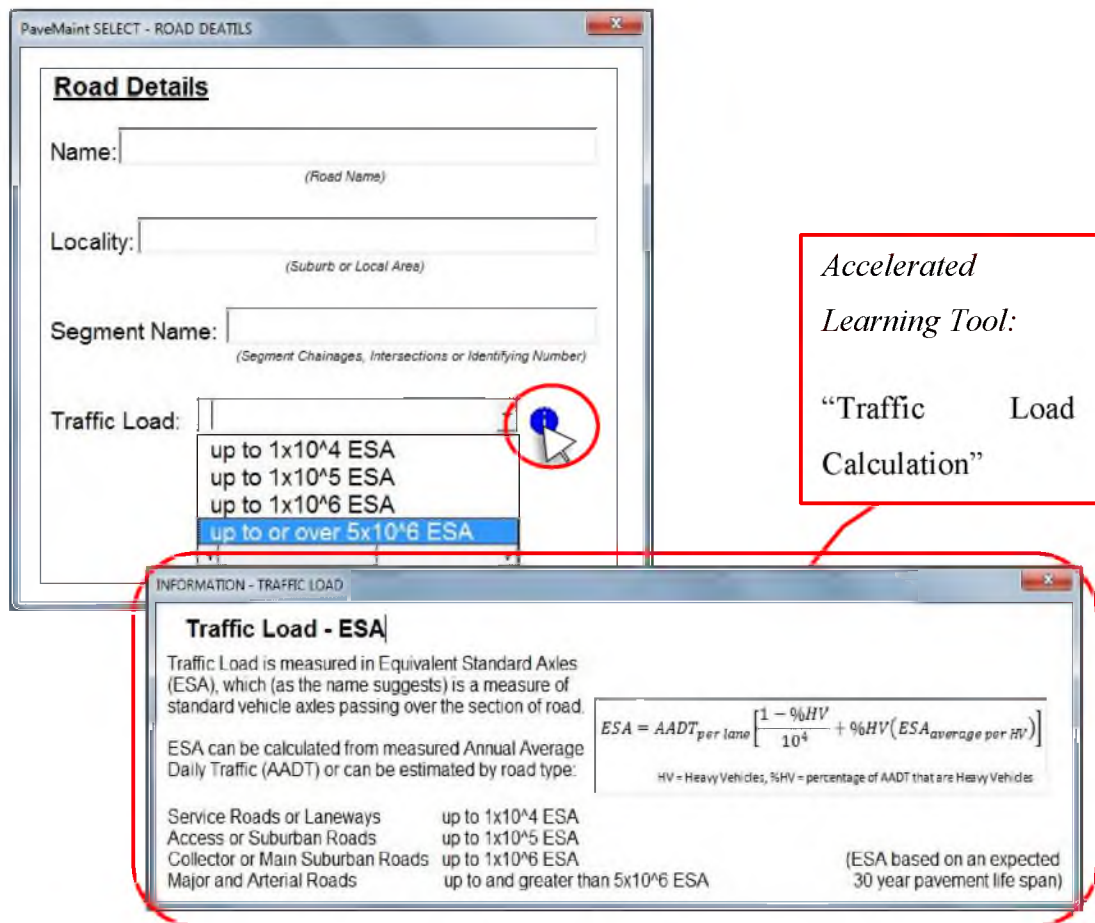 PaveMaint SELECT - ROAD DEATILS
x
Road Details
Name:
(Road Name)
Locality:
(Suburb or Local Area)
Segment Name:
(Segment Chainages, Intersections or Identifying Number)
Traffic Load:
up to 1x10^4 ESA
up to 1x10^5 ESA
up to 1x10^6 ESA
up to or over 5x10^6 ESA
Accelerated
Learning Tool:
“Traffic Load
Calculation”
INFORMATION - TRAFFIC LOAD
x
Traffic Load - ESA
Traffic Load is measured in Equivalent Standard Axles
(ESA), which (as the name suggests) is a measure of
standard vehicle axles passing over the section of road.
ESA can be calculated from measured Annual Average
Daily Traffic (AADT) or can be estimated by road type:
ESA = AADT_{per lane} [ (1 − %HV)/10^4 + %HV(ESA_{average per HV}) ]
HV = Heavy Vehicles, %HV = percentage of AADT that are Heavy Vehicles
Service Roads or Laneways up to 1x10^4 ESA
Access or Suburban Roads up to 1x10^5 ESA
Collector or Main Suburban Roads up to 1x10^6 ESA
Major and Arterial Roads up to and greater than 5x10^6 ESA
(ESA based on an expected
30 year pavement life span)